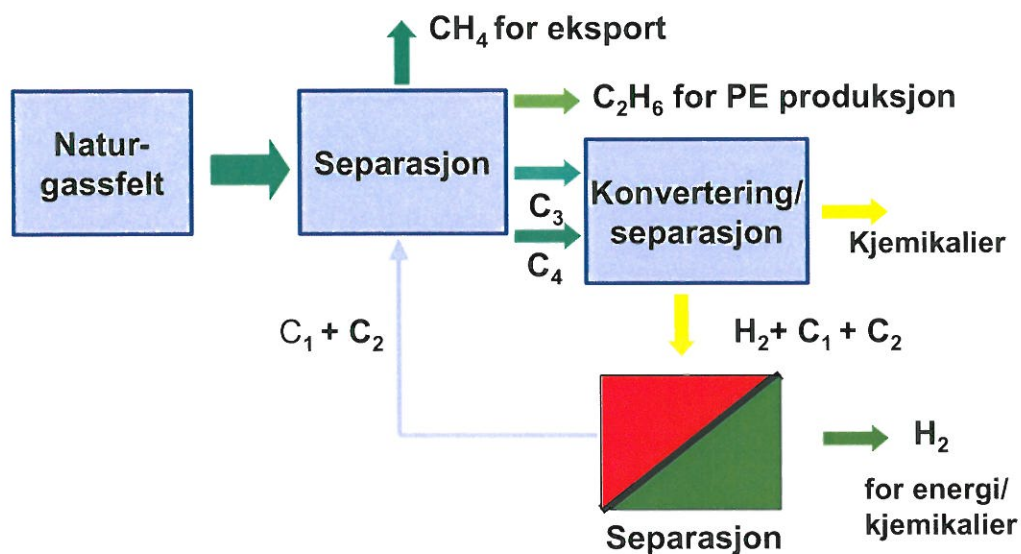 CH₄ for eksport
C₂H₆ for PE produksjon
Natur-
gassfelt
Separasjon
C₃
C₄
Konvertering/
separasjon
Kjemikalier
C₁ + C₂
H₂+ C₁ + C₂
H₂
for energi/
kjemikalier
Separasjon